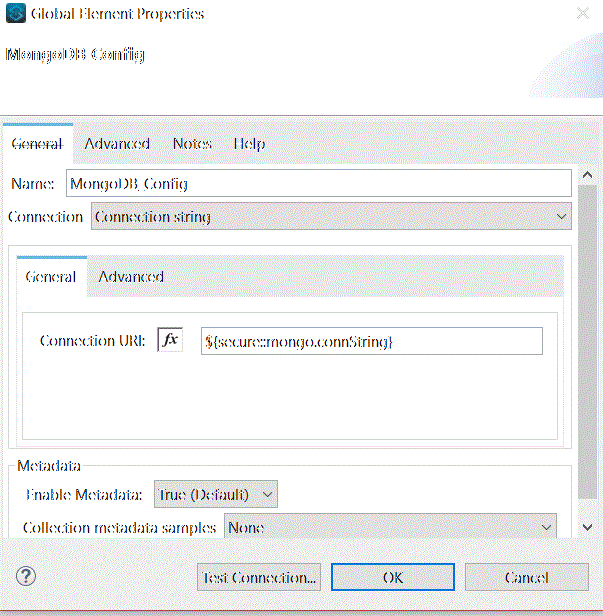 Global Element Properties
MongoDB Config
General Advanced Notes Help
Name: MongoDB_Config
Connection Connection string
General Advanced
Connection URI: fx ${secure::mongo.connString}
Metadata
Enable Metadata: True (Default)
Collection metadata samples None
? Test Connection... OK Cancel